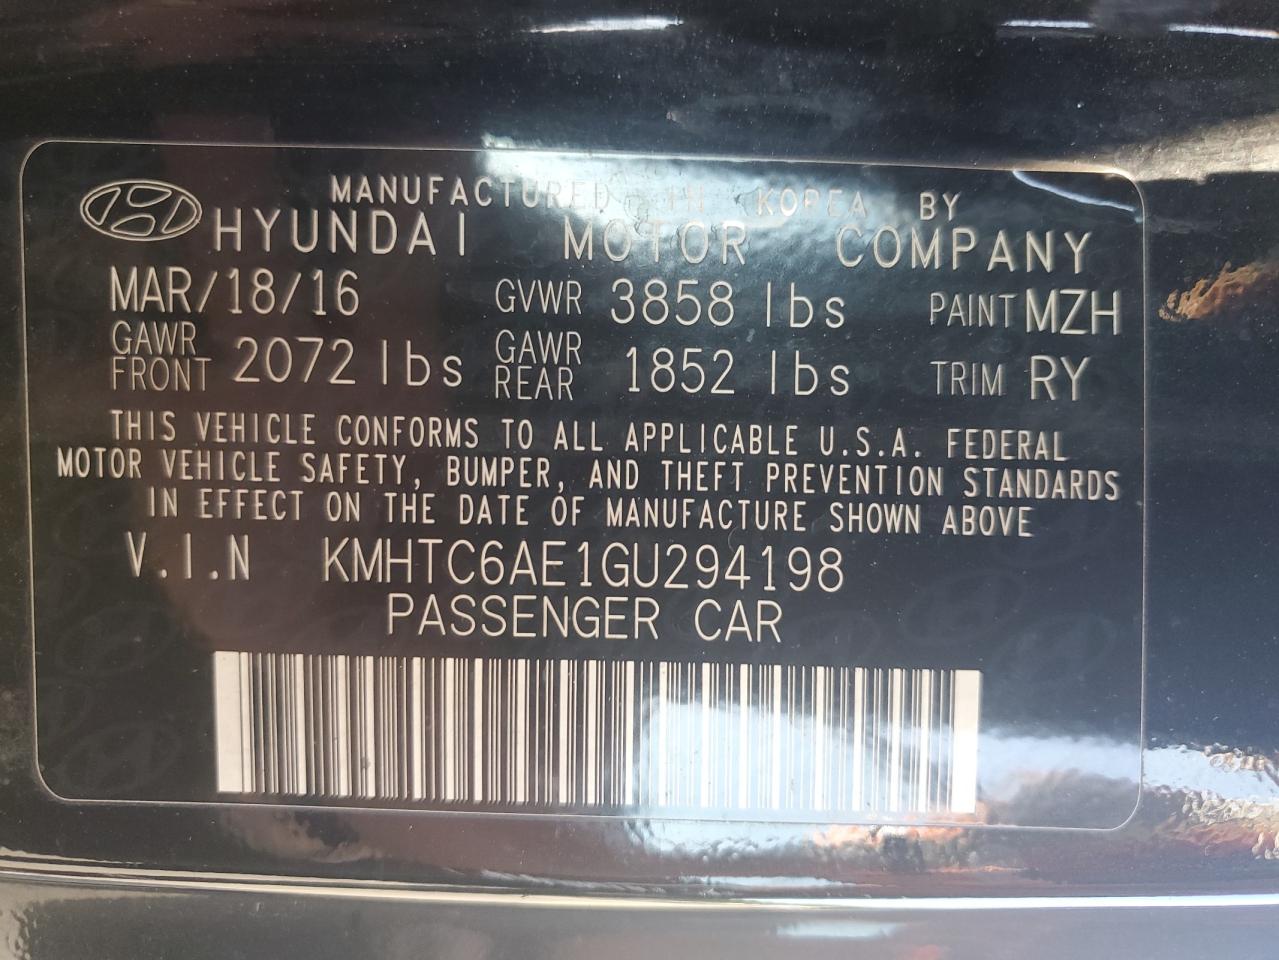 MANUFACTURED IN KOREA BY
HYUNDAI MOTOR COMPANY
MAR/18/16 GVWR 3858 lbs PAINT MZH
GAWR FRONT 2072 lbs GAWR REAR 1852 lbs TRIM RY
THIS VEHICLE CONFORMS TO ALL APPLICABLE U.S.A. FEDERAL
MOTOR VEHICLE SAFETY, BUMPER, AND THEFT PREVENTION STANDARDS
IN EFFECT ON THE DATE OF MANUFACTURE SHOWN ABOVE
V.I.N KMHTC6AE1GU294198
PASSENGER CAR